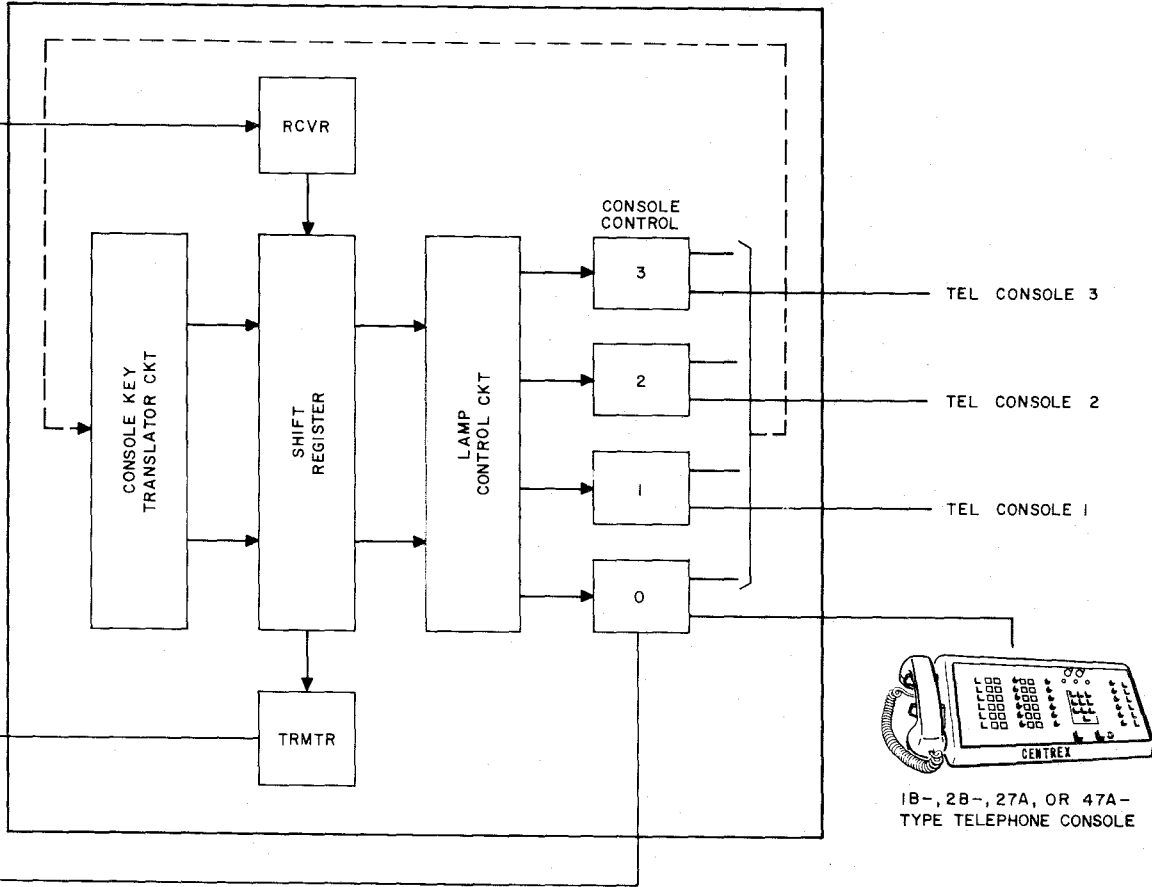 RCVR
CONSOLE
CONTROL
CONSOLE KEY
TRANSLATOR CKT
SHIFT
REGISTER
LAMP
CONTROL CKT
3
TEL CONSOLE 3
2
TEL CONSOLE 2
1
TEL CONSOLE 1
0
TRMTR
CENTREX
1B-, 2B-, 27A, OR 47A-
TYPE TELEPHONE CONSOLE